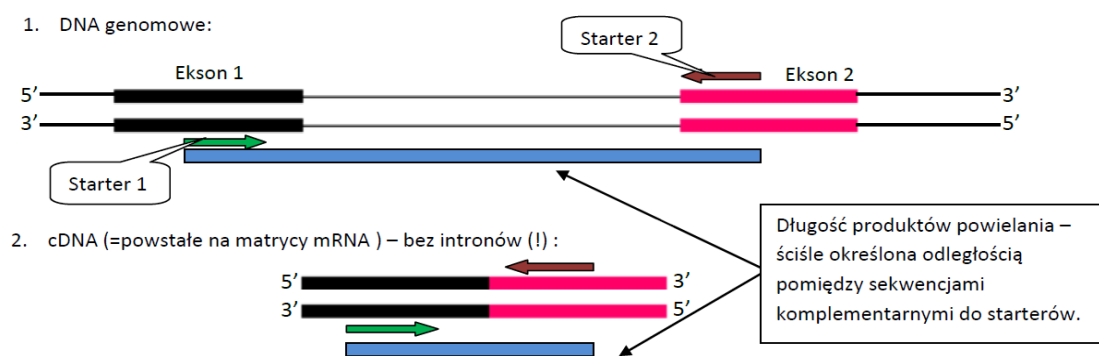 1. DNA genomowe:
Starter 2
Ekson 1
Ekson 2
5’ 3’
3’ 5’
Starter 1
2. cDNA (=powstałe na matrycy mRNA ) – bez intronów (!) :
5’ 3’
3’ 5’
Długość produktów powielania –
ściśle określona odległością
pomiędzy sekwencjami
komplementarnymi do starterów.